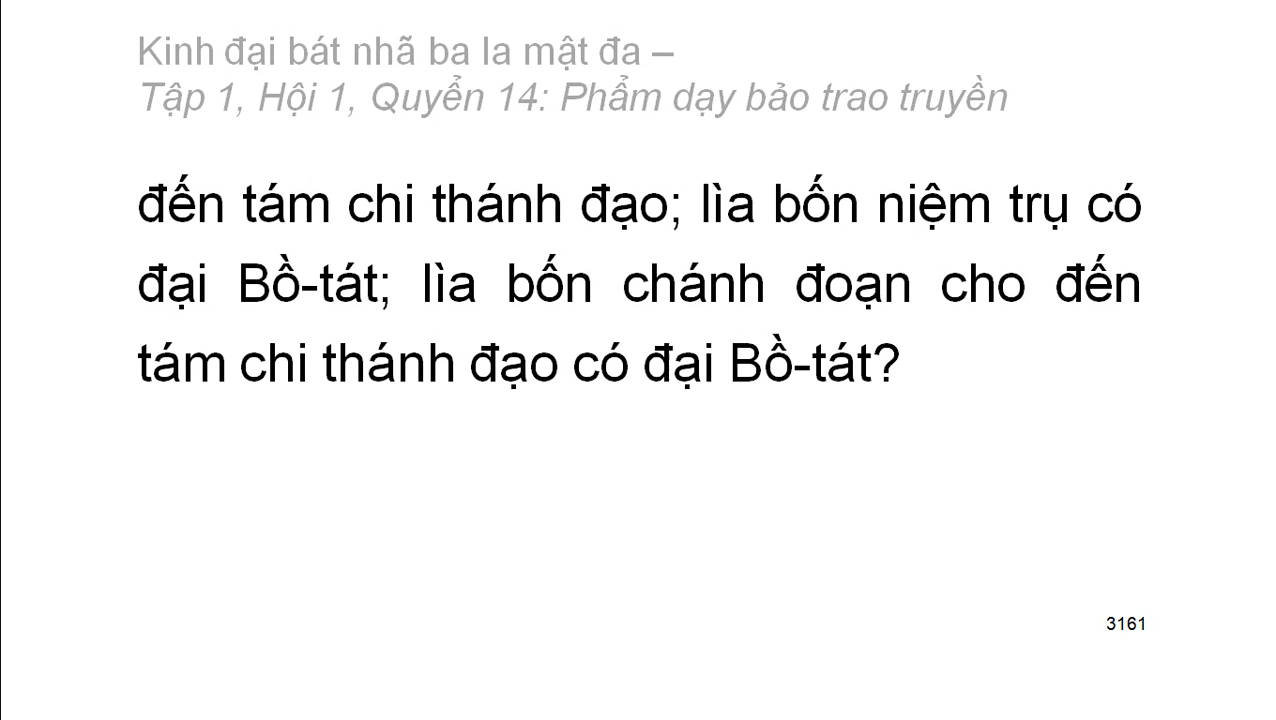 Kinh đại bát nhã ba la mật đa –
Tập 1, Hội 1, Quyển 14: Phẩm dạy bảo trao truyền
đến tám chi thánh đạo; lìa bốn niệm trụ có
đại Bồ-tát; lìa bốn chánh đoạn cho đến
tám chi thánh đạo có đại Bồ-tát?
3161